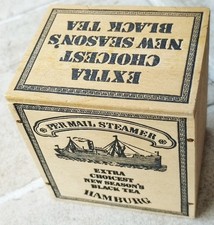 EXTRA
CHOICEST
NEW SEASON'S
BLACK TEA
PER MAIL STEAMER
EXTRA
CHOICEST
NEW SEASON'S
BLACK TEA
HAMBURG